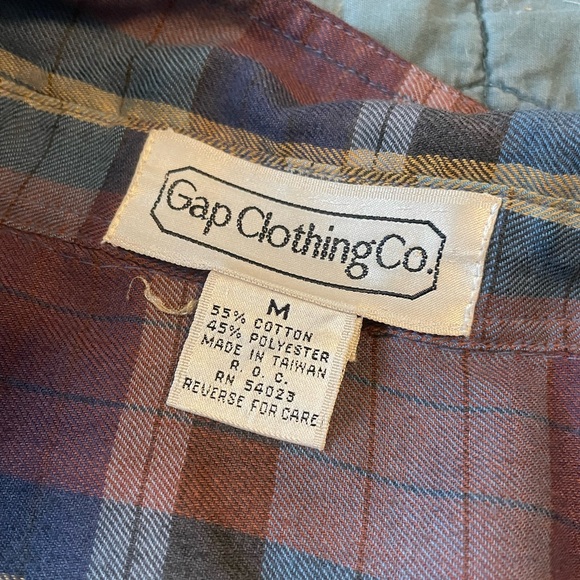 Gap Clothing Co.
M
55% COTTON
45% POLYESTER
MADE IN TAIWAN
R. O. C.
RN 54023
REVERSE FOR CARE